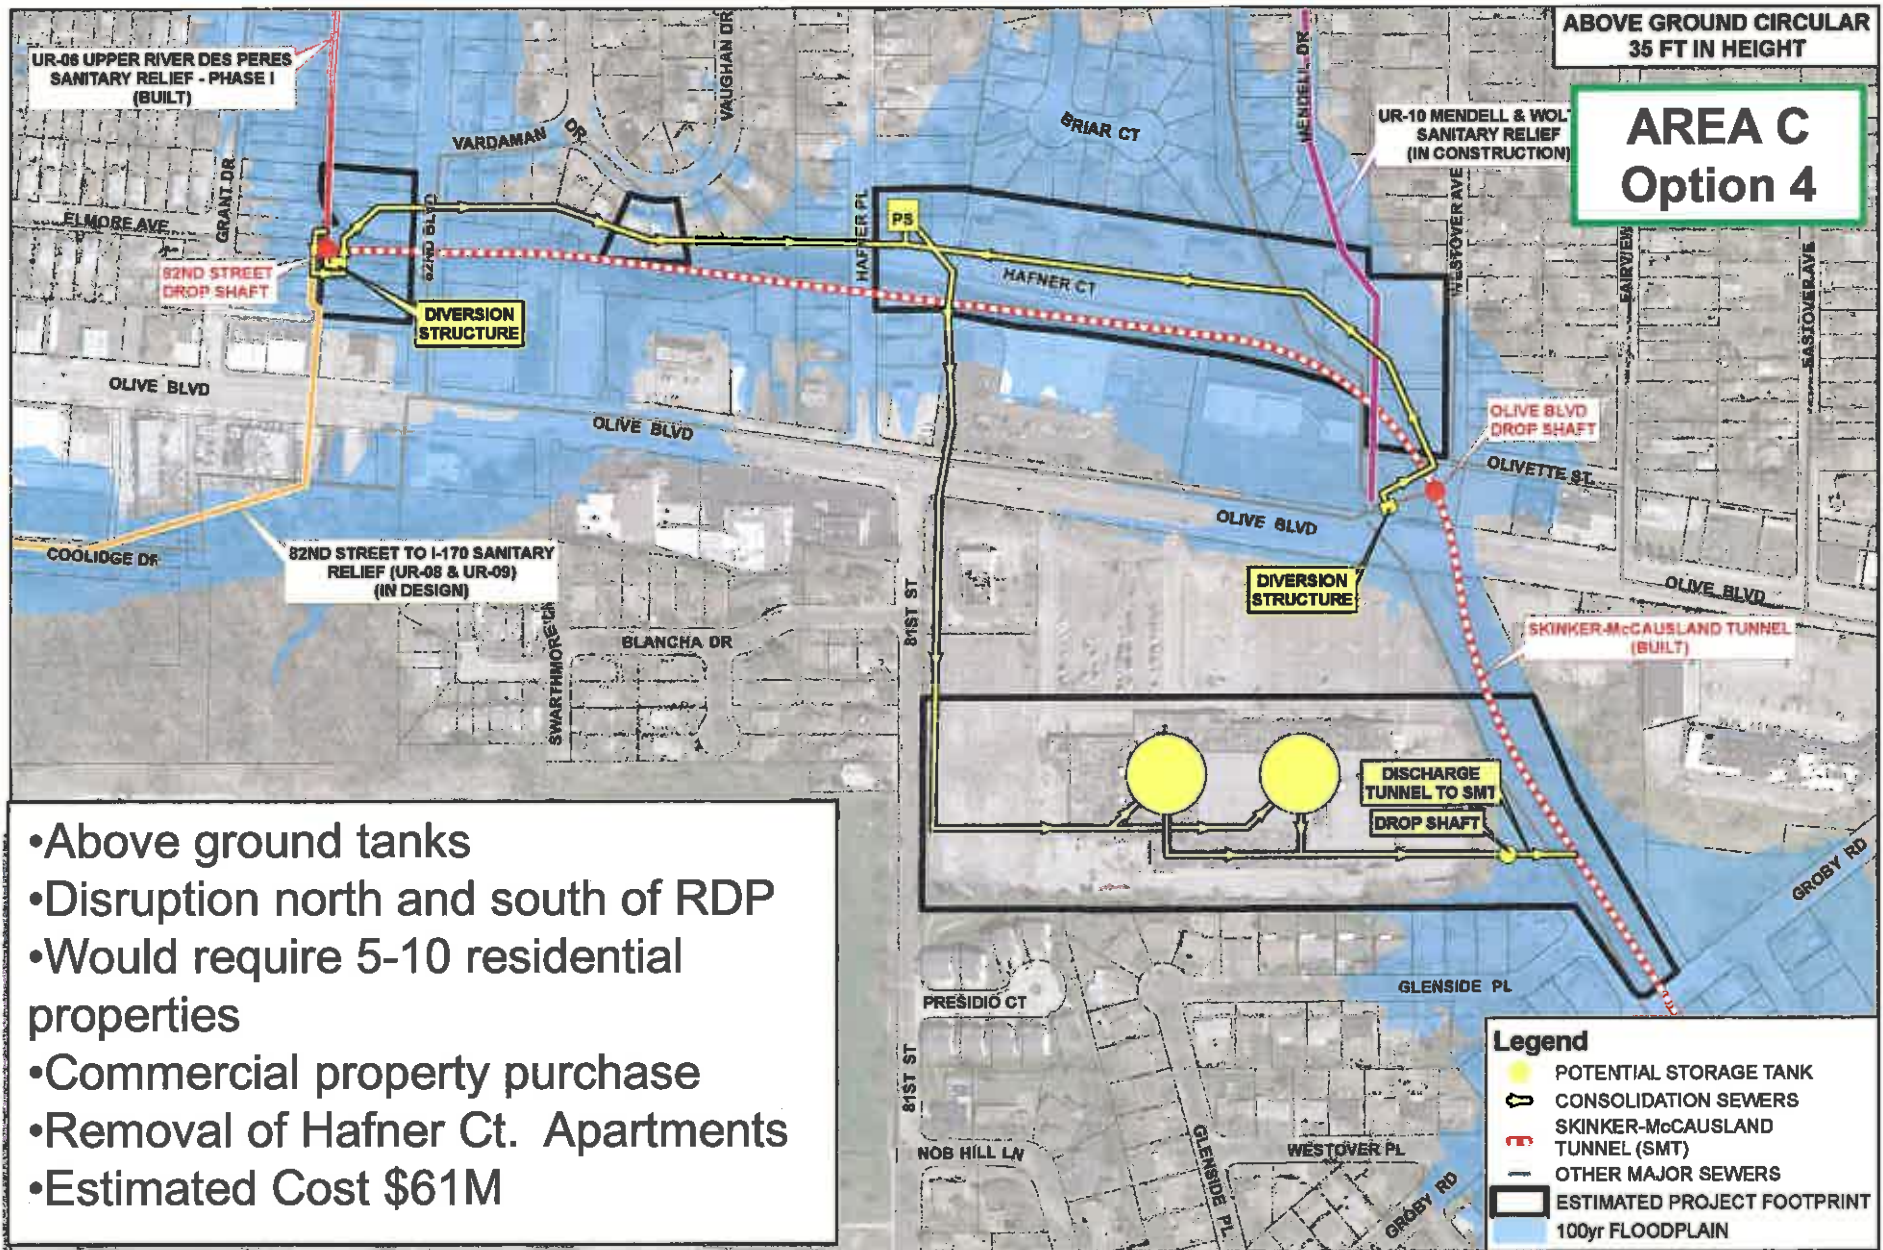 ABOVE GROUND CIRCULAR
35 FT IN HEIGHT
AREA C
Option 4
UR-06 UPPER RIVER DES PERES
SANITARY RELIEF - PHASE I
(BUILT)
VAUGHAN DR
MENDELL DR
VARDAMAN DR
BRIAR CT
UR-10 MENDELL & WOL
SANITARY RELIEF
(IN CONSTRUCTION)
GRANT DR
ELMORE AVE
82ND BLVD
HAFNER PL
PS
WESTOVER AVE
FAIRVIEW
EASTOVER AVE
82ND STREET
DROP SHAFT
HAFNER CT
DIVERSION
STRUCTURE
OLIVE BLVD
OLIVE BLVD
OLIVE BLVD
DROP SHAFT
OLIVETTE ST.
OLIVE BLVD
COOLIDGE DR
82ND STREET TO I-170 SANITARY
RELIEF (UR-08 & UR-09)
(IN DESIGN)
DIVERSION
STRUCTURE
OLIVE BLVD
81ST ST
SWARTHMORE LN
BLANCHA DR
SKINKER-McCAUSLAND TUNNEL
(BUILT)
DISCHARGE
TUNNEL TO SMT
DROP SHAFT
GROBY RD
•Above ground tanks
•Disruption north and south of RDP
•Would require 5-10 residential
properties
•Commercial property purchase
•Removal of Hafner Ct. Apartments
•Estimated Cost $61M
PRESIDIO CT
GLENSIDE PL
81ST ST
NOB HILL LN
GLENSIDE PL
WESTOVER PL
GROBY RD
Legend
POTENTIAL STORAGE TANK
CONSOLIDATION SEWERS
SKINKER-McCAUSLAND
TUNNEL (SMT)
OTHER MAJOR SEWERS
ESTIMATED PROJECT FOOTPRINT
100yr FLOODPLAIN